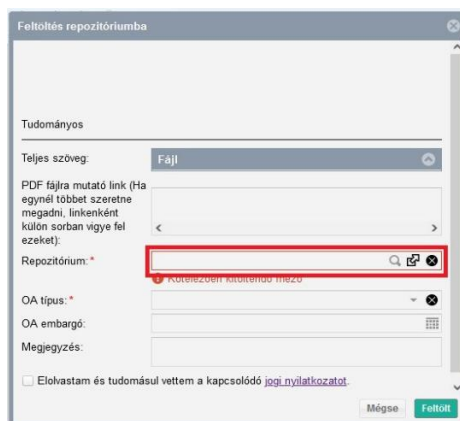 Feltöltés repozitóriumba
Tudományos
Teljes szöveg:
Fájl
PDF fájlra mutató link (Ha
egynél többet szeretne
megadni, linkenként
külön sorban vigye fel
ezeket):
Repozitórium: *
Kötelezően kitöltendő mező
OA típus: *
OA embargó:
Megjegyzés:
Elolvastam és tudomásul vettem a kapcsolódó jogi nyilatkozatot.
Mégse
Feltölt